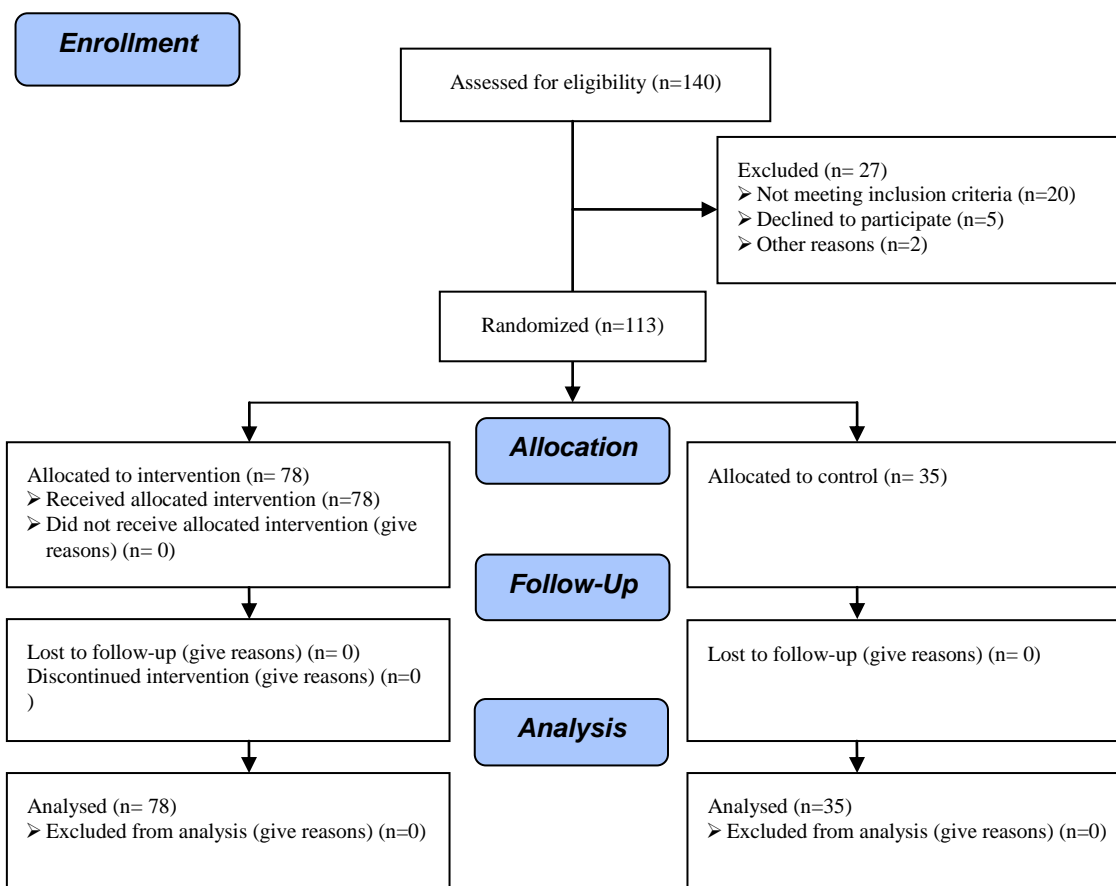 Enrollment
Assessed for eligibility (n=140)
Excluded (n= 27)
➢ Not meeting inclusion criteria (n=20)
➢ Declined to participate (n=5)
➢ Other reasons (n=2)
Randomized (n=113)
Allocation
Allocated to intervention (n= 78)
➢ Received allocated intervention (n=78)
➢ Did not receive allocated intervention (give
reasons) (n= 0)
Allocated to control (n= 35)
Follow-Up
Lost to follow-up (give reasons) (n= 0)
Discontinued intervention (give reasons) (n=0
)
Lost to follow-up (give reasons) (n= 0)
Analysis
Analysed (n= 78)
➢ Excluded from analysis (give reasons) (n=0)
Analysed (n=35)
➢ Excluded from analysis (give reasons) (n=0)